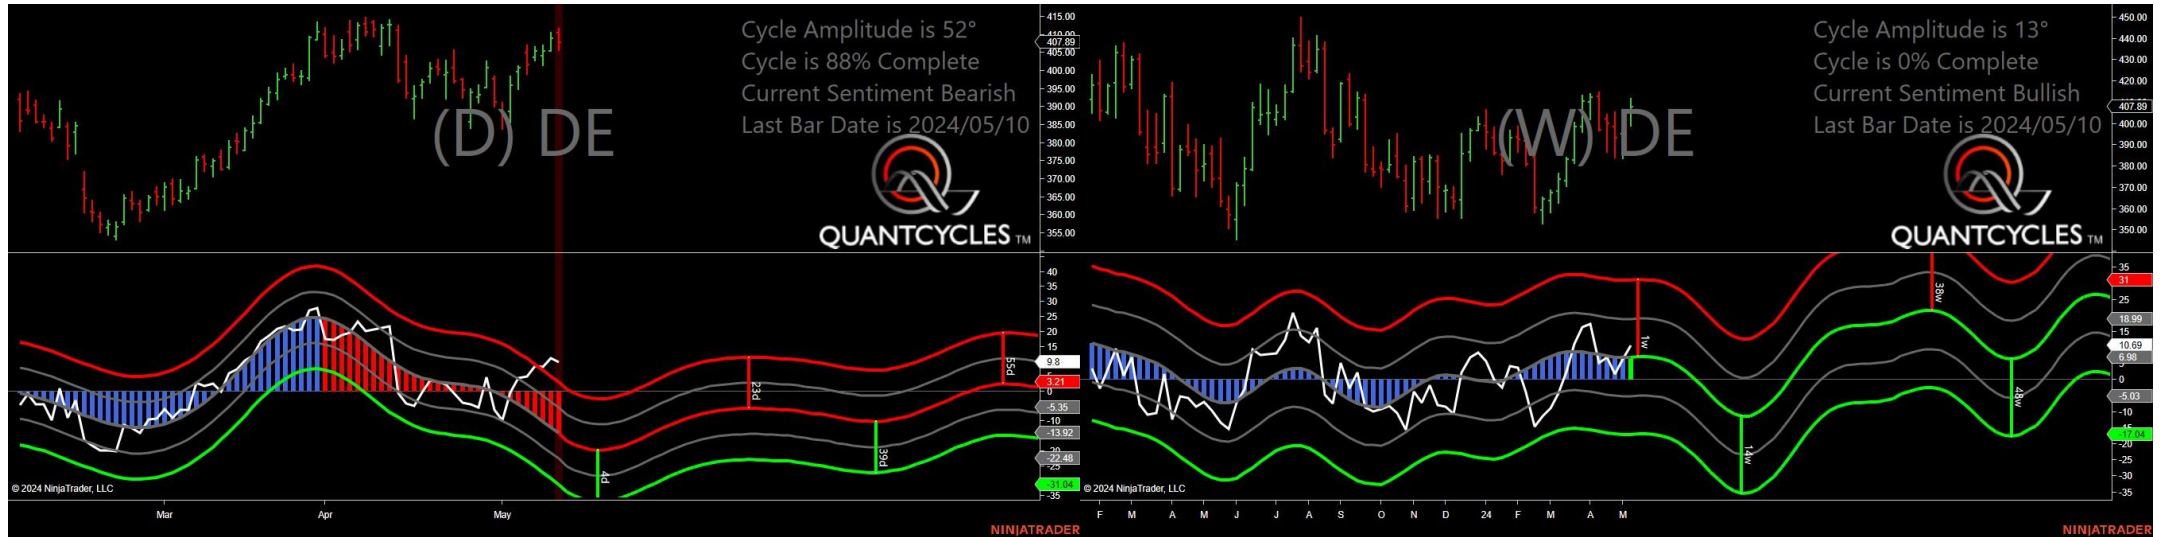 Cycle Amplitude is 52°
Cycle is 88% Complete
Current Sentiment Bearish
Last Bar Date is 2024/05/10
(D) DE
QUANTCYCLES TM
415.00
410.00
407.89
405.00
400.00
395.00
390.00
385.00
380.00
375.00
370.00
365.00
360.00
355.00
40
35
30
25
20
15
9.8
5
3.21
0
-5.35
-10
-13.92
-20
-22.48
-25
-31.04
-35
4d
23d
39d
55d
© 2024 NinjaTrader, LLC
Mar
Apr
May
NINJATRADER
Cycle Amplitude is 13°
Cycle is 0% Complete
Current Sentiment Bullish
Last Bar Date is 2024/05/10
(W) DE
QUANTCYCLES TM
450.00
440.00
430.00
420.00
407.89
400.00
390.00
380.00
370.00
360.00
350.00
35
31
25
18.99
15
10.69
6.98
5
0
-5.03
-10
-15
-17.04
-20
-25
-30
-35
1w
14w
38w
48w
© 2024 NinjaTrader, LLC
F M A M J J A S O N D 24 F M A M
NINJATRADER